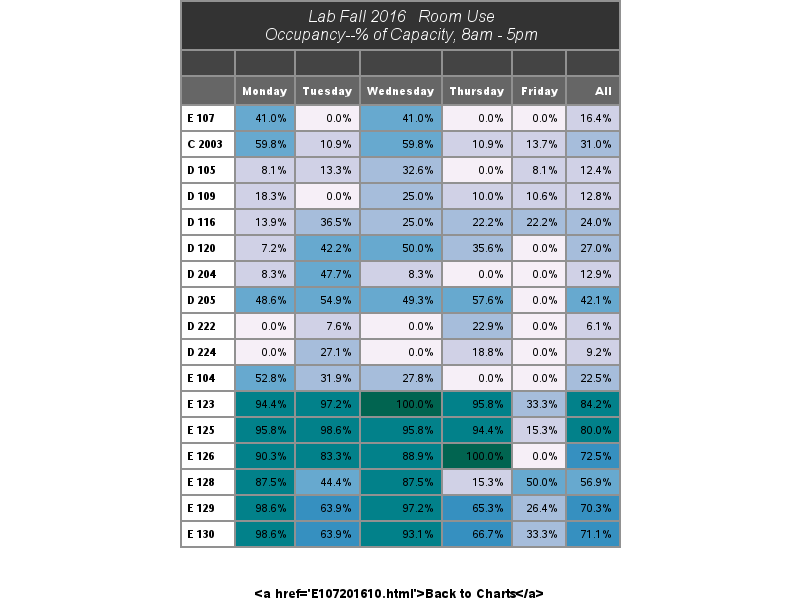 Lab Fall 2016 Room Use
Occupancy--% of Capacity, 8am - 5pm
Monday Tuesday Wednesday Thursday Friday All
E 107 41.0% 0.0% 41.0% 0.0% 0.0% 16.4%
C 2003 59.8% 10.9% 59.8% 10.9% 13.7% 31.0%
D 105 8.1% 13.3% 32.6% 0.0% 8.1% 12.4%
D 109 18.3% 0.0% 25.0% 10.0% 10.6% 12.8%
D 116 13.9% 36.5% 25.0% 22.2% 22.2% 24.0%
D 120 7.2% 42.2% 50.0% 35.6% 0.0% 27.0%
D 204 8.3% 47.7% 8.3% 0.0% 0.0% 12.9%
D 205 48.6% 54.9% 49.3% 57.6% 0.0% 42.1%
D 222 0.0% 7.6% 0.0% 22.9% 0.0% 6.1%
D 224 0.0% 27.1% 0.0% 18.8% 0.0% 9.2%
E 104 52.8% 31.9% 27.8% 0.0% 0.0% 22.5%
E 123 94.4% 97.2% 100.0% 95.8% 33.3% 84.2%
E 125 95.8% 98.6% 95.8% 94.4% 15.3% 80.0%
E 126 90.3% 83.3% 88.9% 100.0% 0.0% 72.5%
E 128 87.5% 44.4% 87.5% 15.3% 50.0% 56.9%
E 129 98.6% 63.9% 97.2% 65.3% 26.4% 70.3%
E 130 98.6% 63.9% 93.1% 66.7% 33.3% 71.1%
<a href='E107201610.html'>Back to Charts</a>